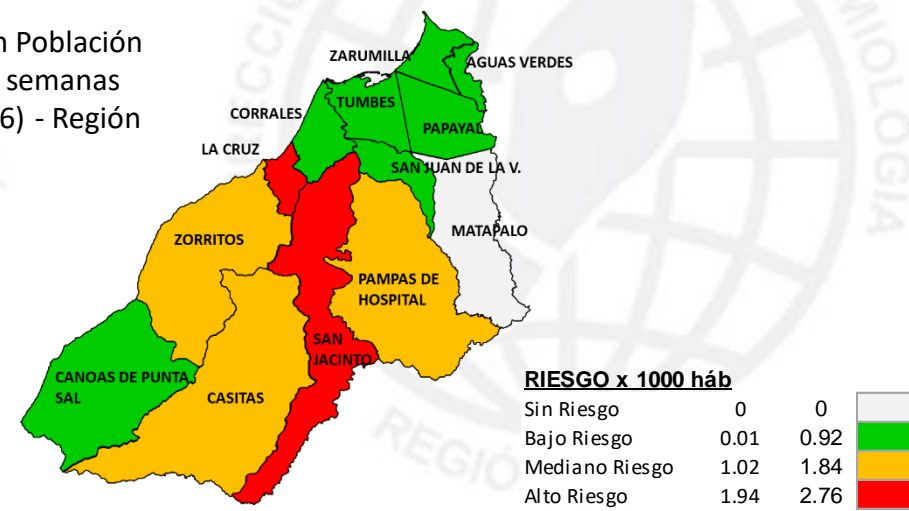 n Población
semanas
6) - Región
ZARUMILLA
AGUAS VERDES
CORRALES
TUMBES
PAPAYAL
LA CRUZ
SAN JUAN DE LA V.
ZORRITOS
MATAPALO
PAMPAS DE
HOSPITAL
SAN
JACINTO
CANOAS DE PUNTA
SAL
CASITAS
RIESGO x 1000 háb
Sin Riesgo 0 0
Bajo Riesgo 0.01 0.92
Mediano Riesgo 1.02 1.84
Alto Riesgo 1.94 2.76
REGIÓ